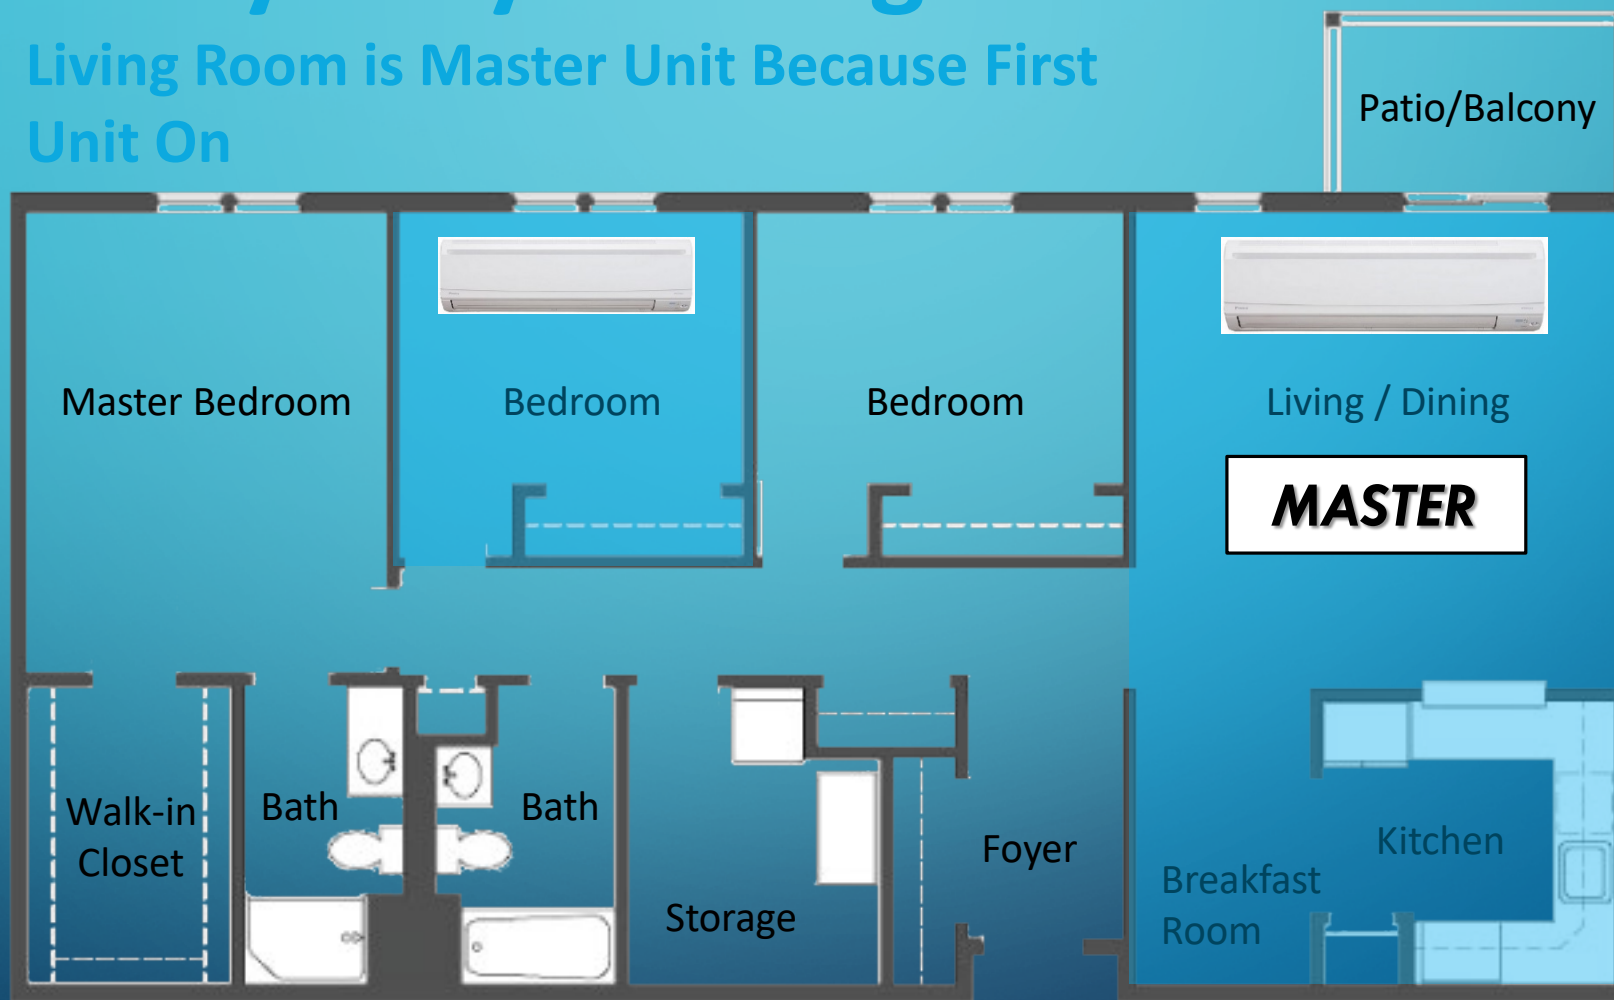 Living Room is Master Unit Because First
Unit On
Patio/Balcony
Master Bedroom
Bedroom
Bedroom
Living / Dining
MASTER
Walk-in
Closet
Bath
Bath
Storage
Foyer
Breakfast
Room
Kitchen